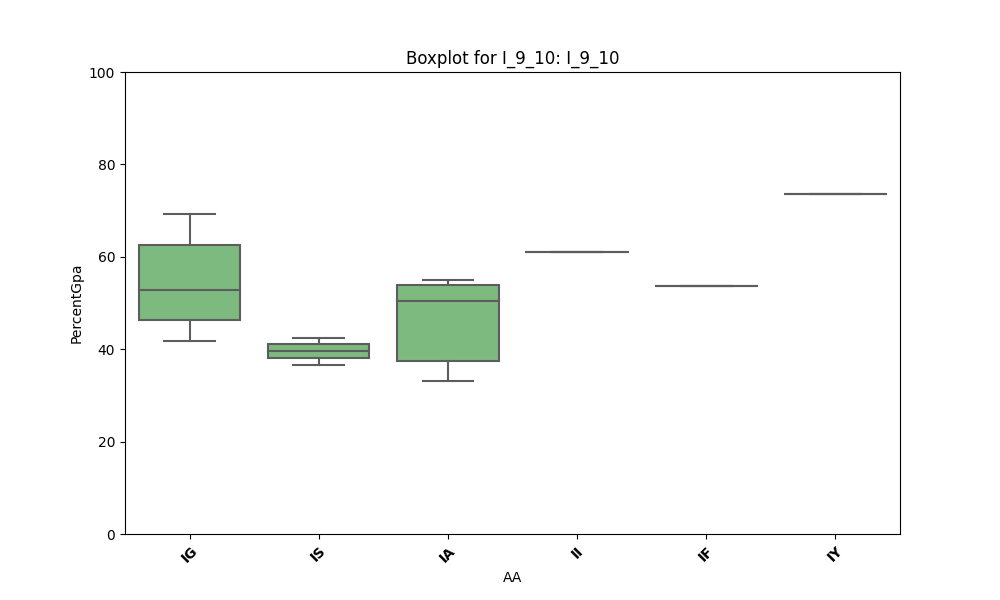 Boxplot for I_9_10: I_9_10
PercentGpa
100
80
60
40
20
0
IG
IS
IA
II
IF
IY
AA